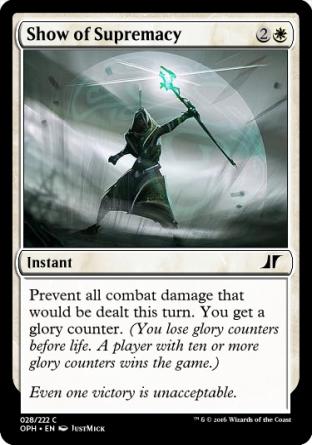 Show of Supremacy 2
Instant
Prevent all combat damage that
would be dealt this turn. You get a
glory counter. (You lose glory counters
before life. A player with ten or more
glory counters wins the game.)
Even one victory is unacceptable.
028/222 C
OPH • EN JustMick
™ & © 2016 Wizards of the Coast